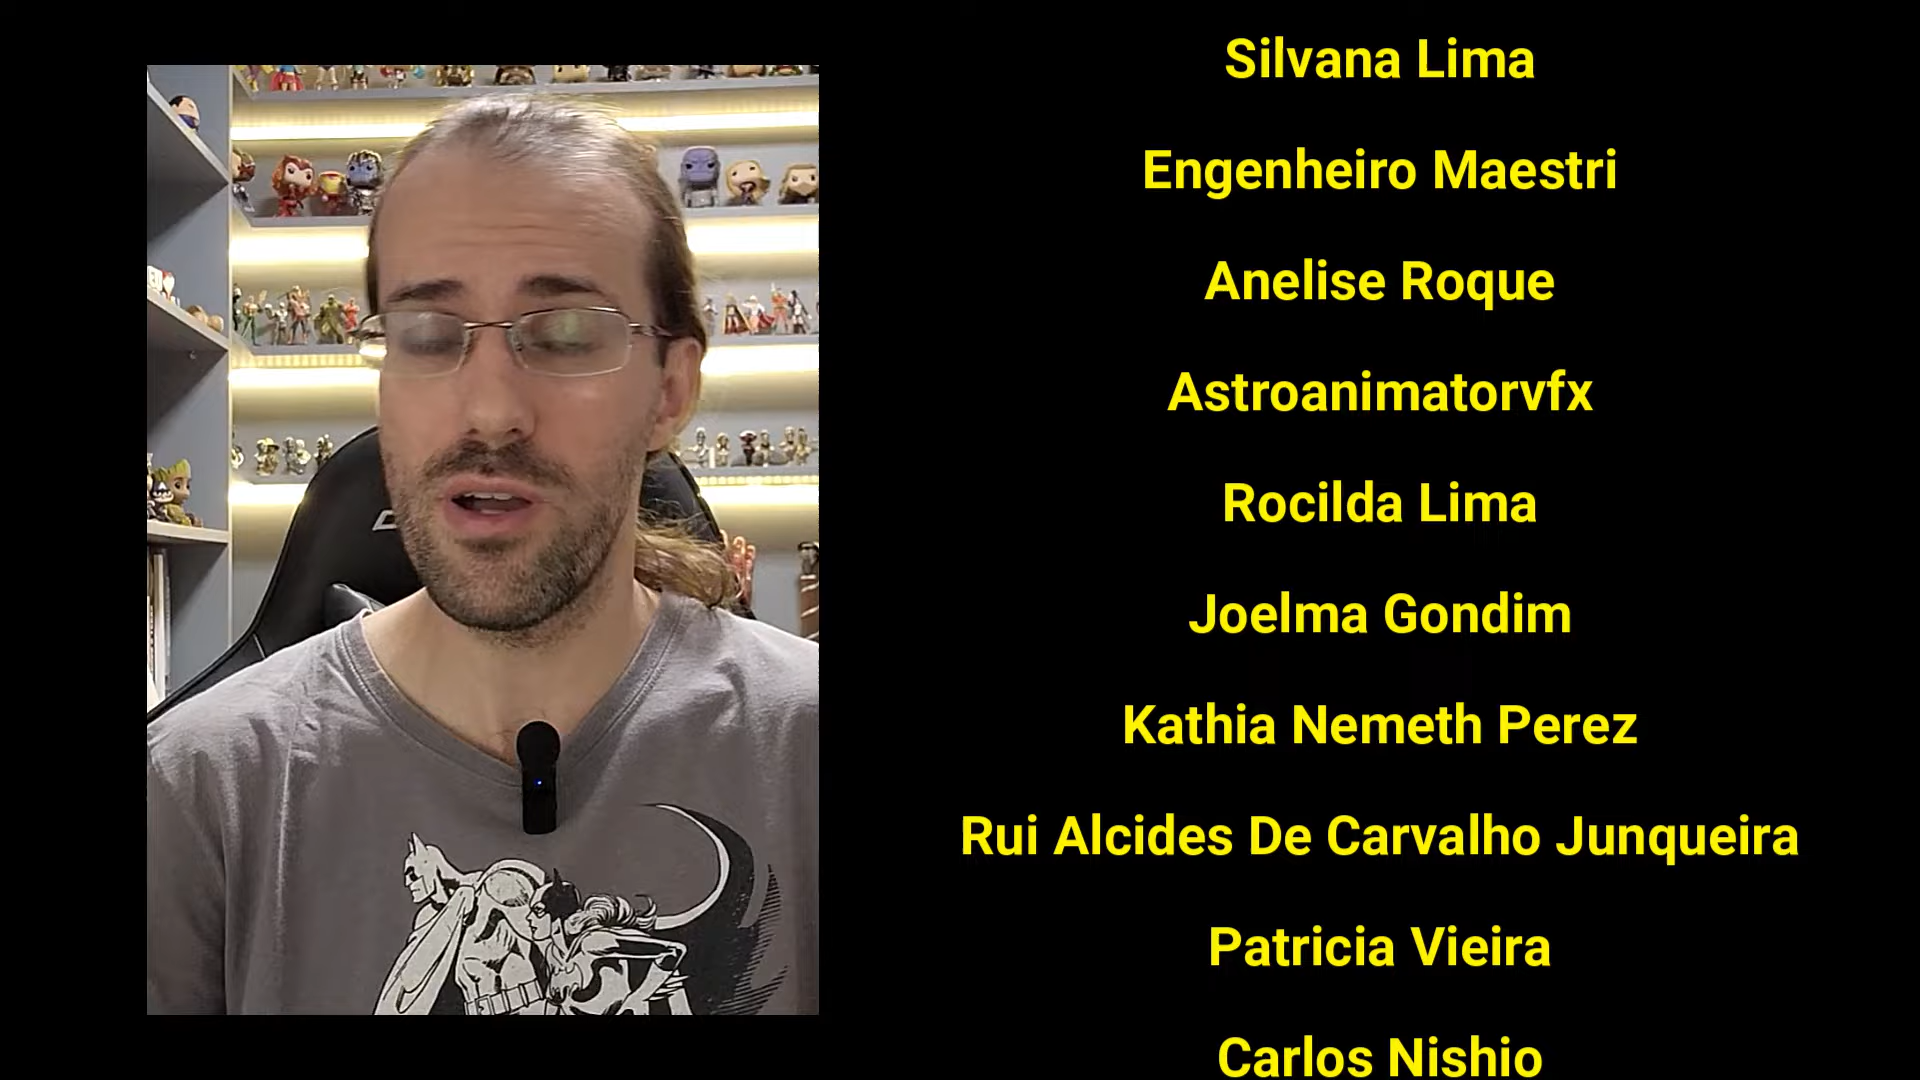 Silvana Lima
Engenheiro Maestri
Anelise Roque
Astroanimatorvfx
Rocilda Lima
Joelma Gondim
Kathia Nemeth Perez
Rui Alcides De Carvalho Junqueira
Patricia Vieira
Carlos Nishio